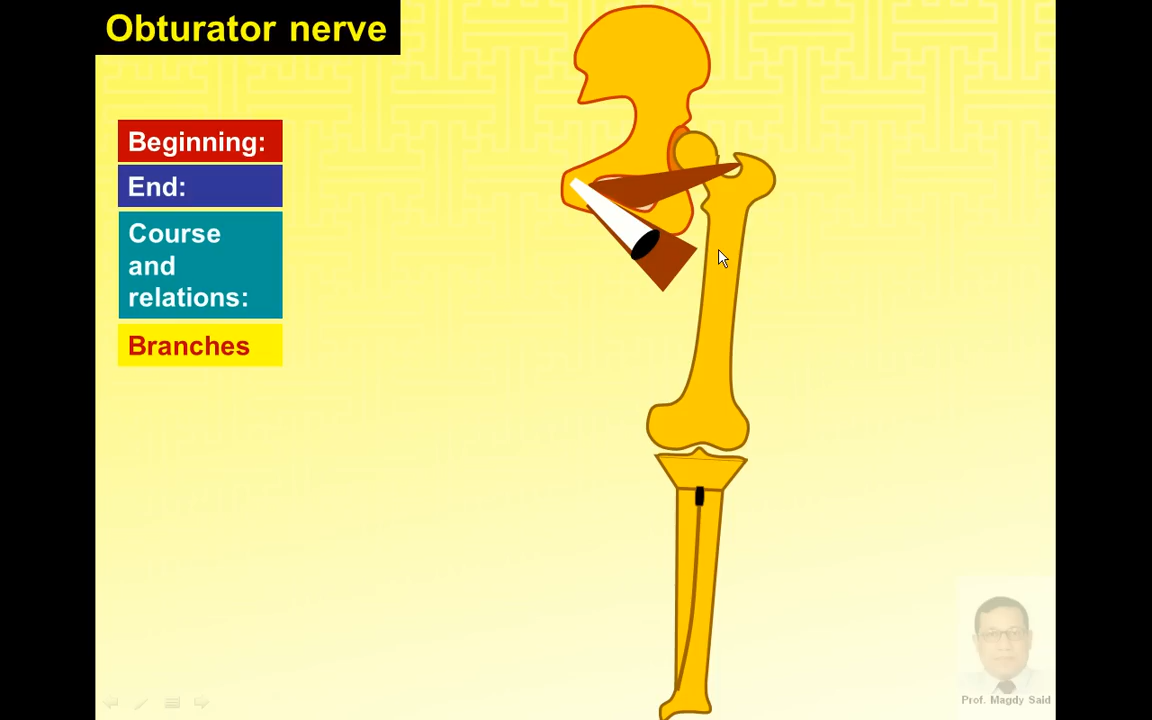 Obturator nerve
Beginning:
End:
Course
and
relations:
Branches
Prof. Magdy Said